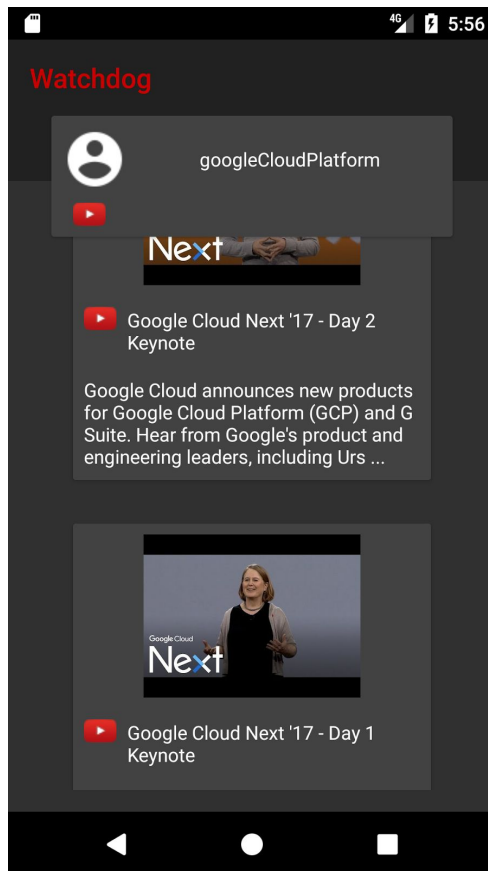 4G 5:56
Watchdog
googleCloudPlatform
Next
Google Cloud Next '17 - Day 2
Keynote
Google Cloud announces new products
for Google Cloud Platform (GCP) and G
Suite. Hear from Google's product and
engineering leaders, including Urs ...
Google Cloud
Next
Google Cloud Next '17 - Day 1
Keynote